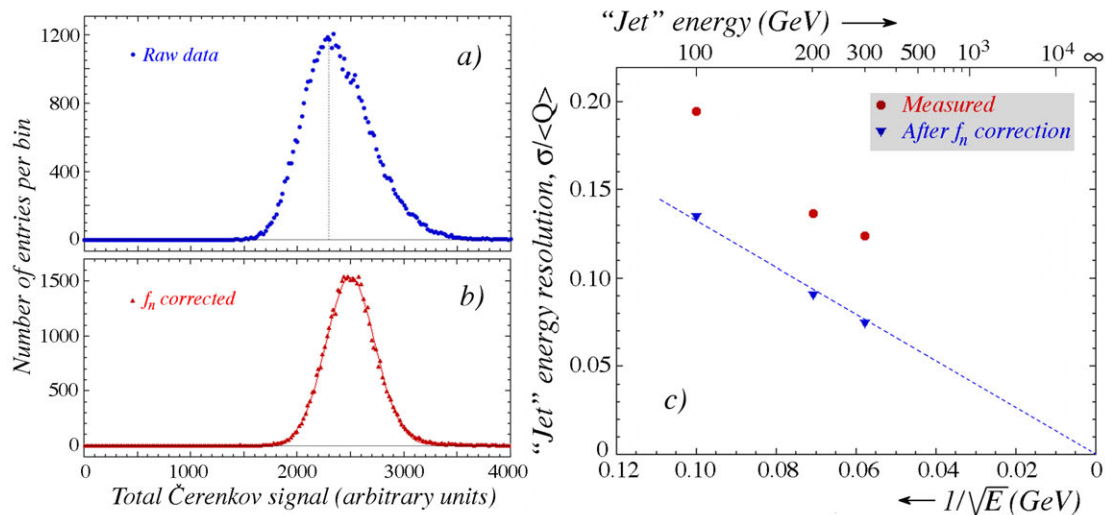 1200
800
400
0
Raw data
a)
1500
1000
500
0
f_n corrected
b)
Number of entries per bin
0
1000
2000
3000
4000
Total Čerenkov signal (arbitrary units)
“Jet” energy (GeV) →
100
200
300
500
10³
10⁴
∞
Measured
After f_n correction
0.20
0.15
0.10
0.05
0
“Jet” energy resolution, σ/<Q>
c)
0.12
0.10
0.08
0.06
0.04
0.02
0
← 1/√E (GeV)